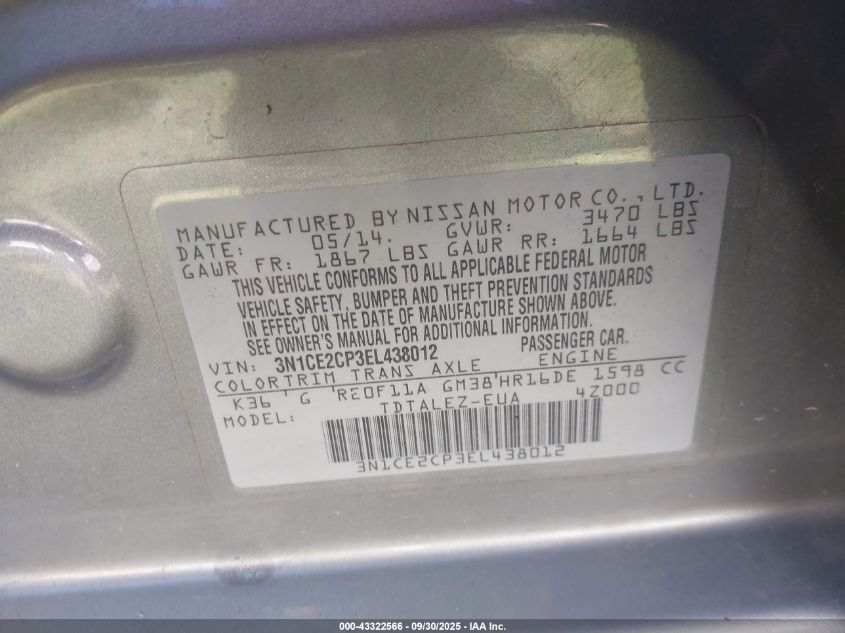 MANUFACTURED BY NISSAN MOTOR CO., LTD.
DATE: 05/14. GVWR: 3470 LBS
GAWR FR: 1867 LBS GAWR RR: 1664 LBS
THIS VEHICLE CONFORMS TO ALL APPLICABLE FEDERAL MOTOR
VEHICLE SAFETY, BUMPER AND THEFT PREVENTION STANDARDS
IN EFFECT ON THE DATE OF MANUFACTURE SHOWN ABOVE.
SEE OWNER'S MANUAL FOR ADDITIONAL INFORMATION.
VIN: 3N1CE2CP3EL438012 PASSENGER CAR.
COLORTRIM TRANS AXLE ENGINE
K36 G RE0F11A GM38 HR16DE 1598 CC
MODEL: TDTALEZ-EUA 4Z000
3N1CE2CP3EL438012
000-43322566 - 09/30/2025 - IAA Inc.